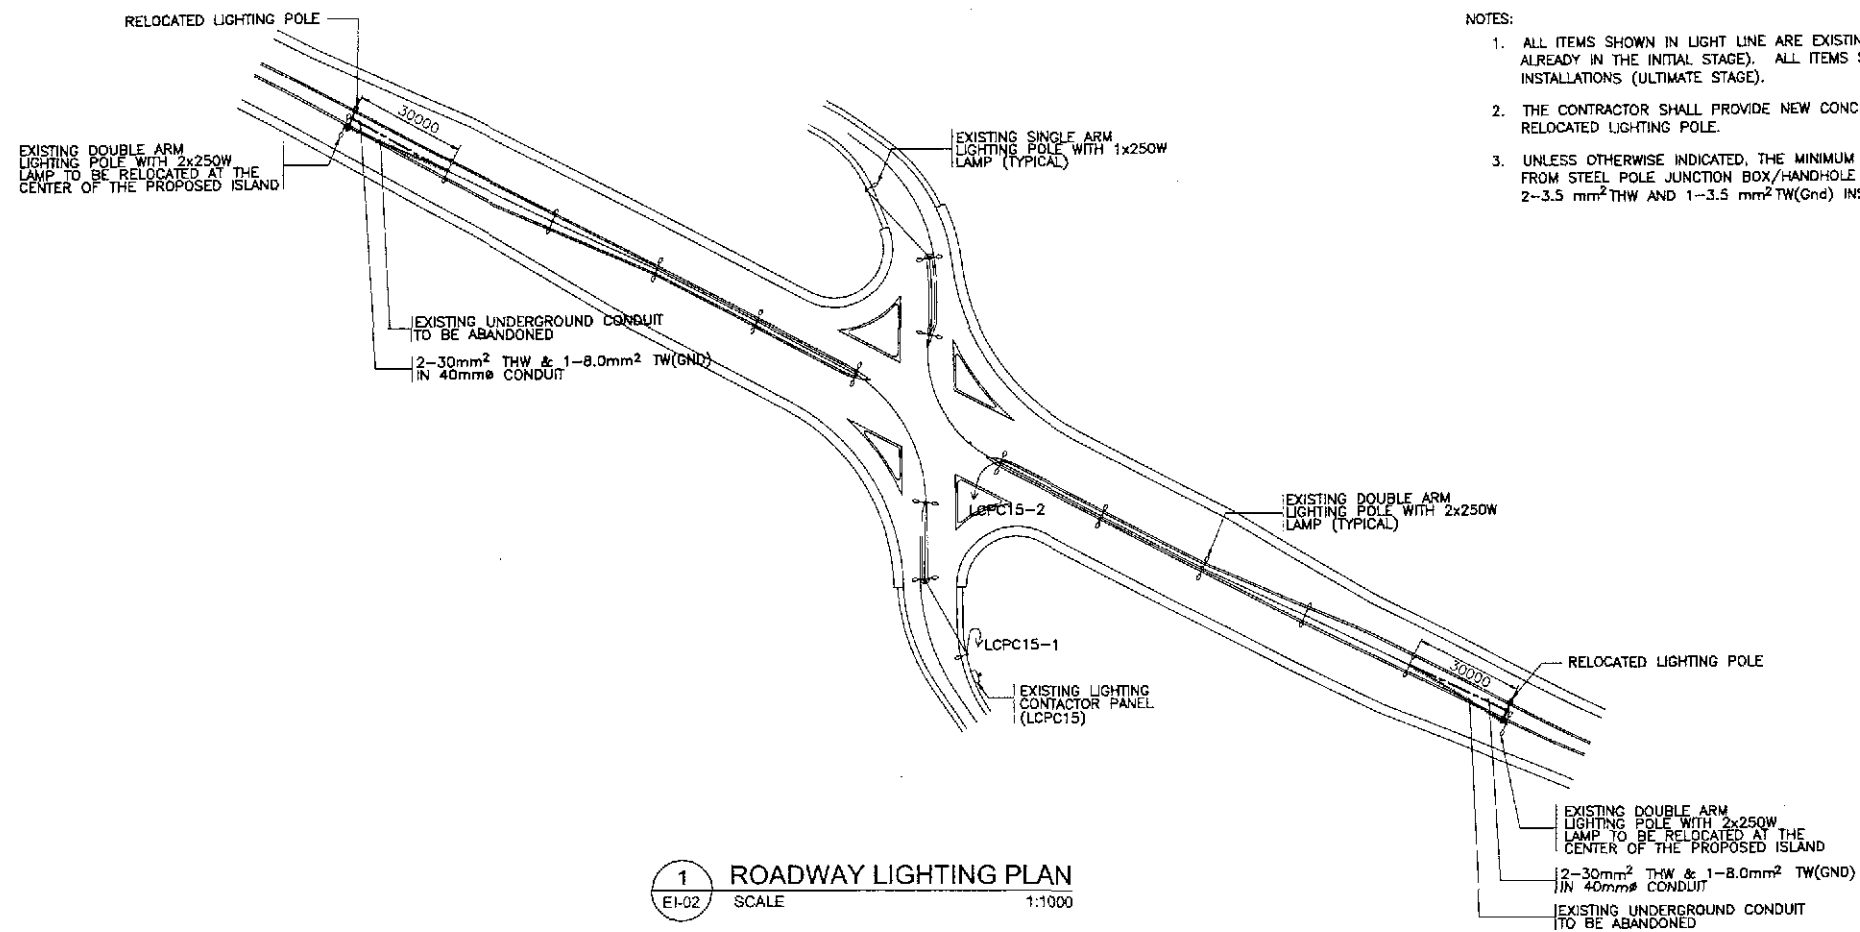 RELOCATED LIGHTING POLE
30000
EXISTING DOUBLE ARM
LIGHTING POLE WITH 2x250W
LAMP TO BE RELOCATED AT THE
CENTER OF THE PROPOSED ISLAND
EXISTING SINGLE ARM
LIGHTING POLE WITH 1x250W
LAMP (TYPICAL)
NOTES:
1. ALL ITEMS SHOWN IN LIGHT LINE ARE EXISTIN
ALREADY IN THE INITIAL STAGE). ALL ITEMS S
INSTALLATIONS (ULTIMATE STAGE).
2. THE CONTRACTOR SHALL PROVIDE NEW CONC
RELOCATED LIGHTING POLE.
3. UNLESS OTHERWISE INDICATED, THE MINIMUM
FROM STEEL POLE JUNCTION BOX/HANDHOLE
2-3.5 mm² THW AND 1-3.5 mm² TW(Gnd) IN
EXISTING UNDERGROUND CONDUIT
TO BE ABANDONED
2-30mm² THW & 1-8.0mm² TW(GND)
IN 40mmø CONDUIT
LCPC15-2
EXISTING DOUBLE ARM
LIGHTING POLE WITH 2x250W
LAMP (TYPICAL)
LCPC15-1
EXISTING LIGHTING
CONTACTOR PANEL
(LCPC15)
30000
RELOCATED LIGHTING POLE
EXISTING DOUBLE ARM
LIGHTING POLE WITH 2x250W
LAMP TO BE RELOCATED AT THE
CENTER OF THE PROPOSED ISLAND
2-30mm² THW & 1-8.0mm² TW(GND)
IN 40mmø CONDUIT
EXISTING UNDERGROUND CONDUIT
TO BE ABANDONED
1 ROADWAY LIGHTING PLAN
EI-02 SCALE 1:1000